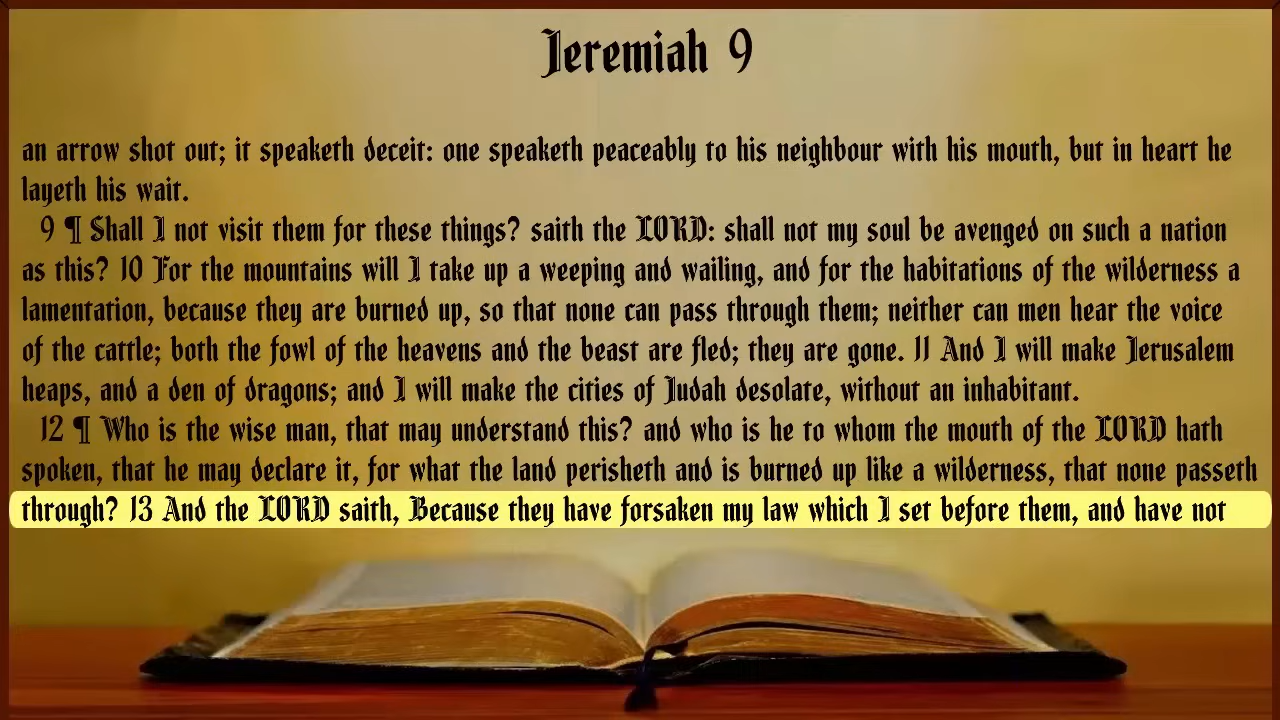 Jeremiah 9
an arrow shot out; it speaketh deceit: one speaketh peaceably to his neighbour with his mouth, but in heart he
layeth his wait.
9 ¶ Shall I not visit them for these things? saith the LORD: shall not my soul be avenged on such a nation
as this? 10 For the mountains will I take up a weeping and wailing, and for the habitations of the wilderness a
lamentation, because they are burned up, so that none can pass through them; neither can men hear the voice
of the cattle; both the fowl of the heavens and the beast are fled; they are gone. 11 And I will make Jerusalem
heaps, and a den of dragons; and I will make the cities of Judah desolate, without an inhabitant.
12 ¶ Who is the wise man, that may understand this? and who is he to whom the mouth of the LORD hath
spoken, that he may declare it, for what the land perisheth and is burned up like a wilderness, that none passeth
through? 13 And the LORD saith, Because they have forsaken my law which I set before them, and have not